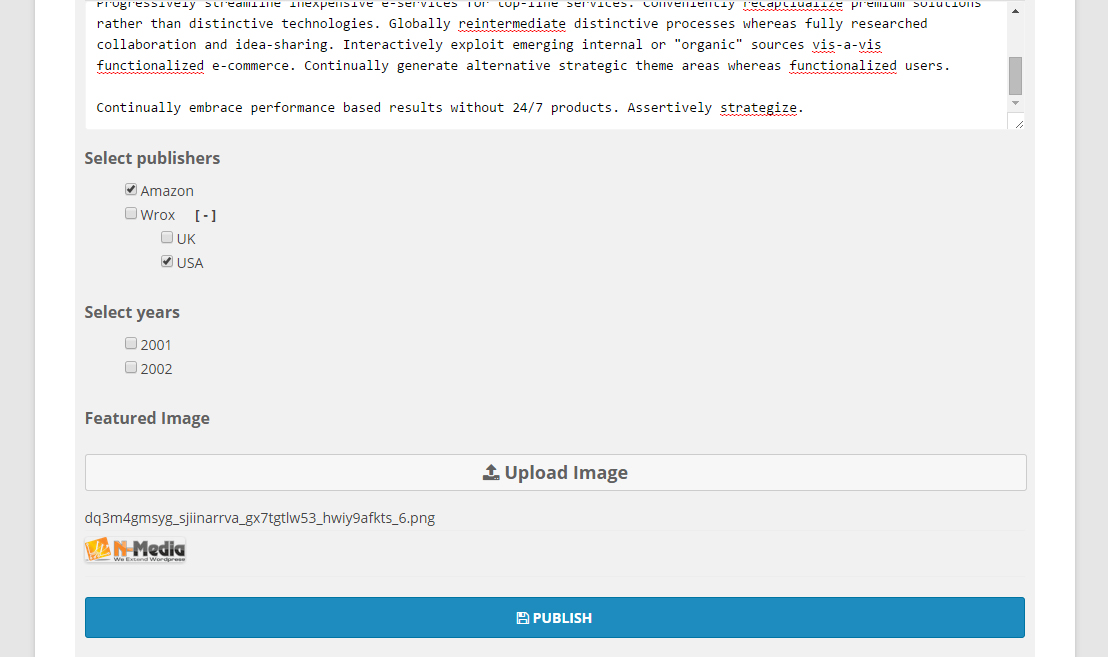 Progressively streamline inexpensive e-services for top-line services. Conveniently recaptiualize premium solutions
rather than distinctive technologies. Globally reintermediate distinctive processes whereas fully researched
collaboration and idea-sharing. Interactively exploit emerging internal or "organic" sources vis-a-vis
functionalized e-commerce. Continually generate alternative strategic theme areas whereas functionalized users.
Continually embrace performance based results without 24/7 products. Assertively strategize.
Select publishers
Amazon
Wrox [-]
UK
USA
Select years
2001
2002
Featured Image
Upload Image
dq3m4gmsyg_sjiinarrva_gx7tgtlw53_hwiy9afkts_6.png
N-Media
We Extend Wordpress
PUBLISH